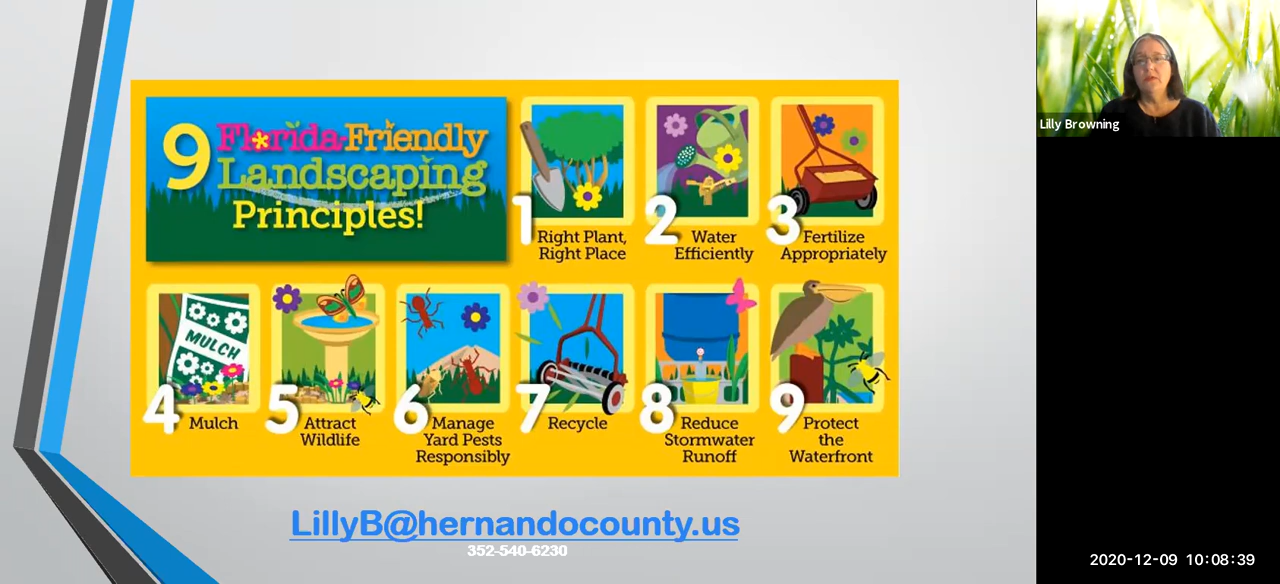 9 Florida-Friendly
Landscaping
Principles!
1 Right Plant,
Right Place
2 Water
Efficiently
3 Fertilize
Appropriately
MULCH
4 Mulch
5 Attract
Wildlife
6 Manage
Yard Pests
Responsibly
7 Recycle
8 Reduce
Stormwater
Runoff
9 Protect
the
Waterfront
LillyB@hernandocounty.us
352-540-6230
Lilly Browning
2020-12-09 10:08:39